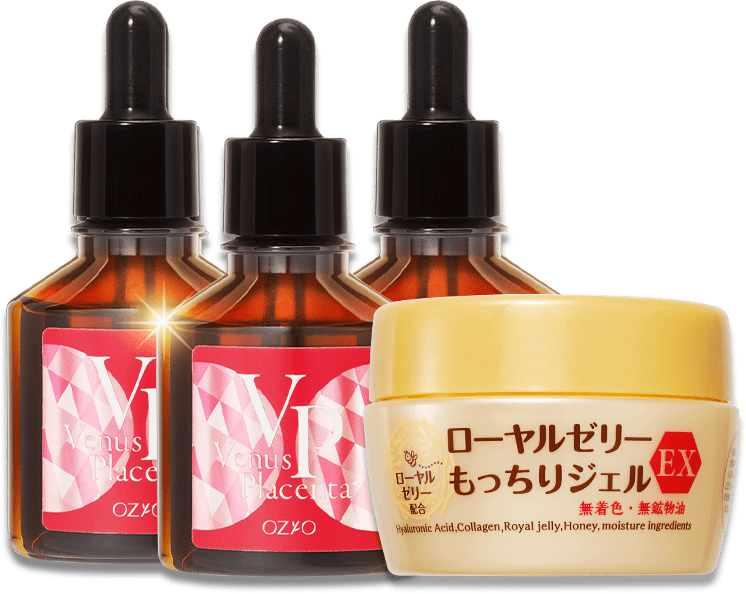 VP
Venus
Placenta
OZIO
VP
Venus
Placenta
OZIO
ローヤルゼリー
もっちりジェル
EX
ローヤル
ゼリー
配合
無着色・無鉱物油
Hyaluronic Acid,Collagen,Royal jelly,Honey, moisture ingredients